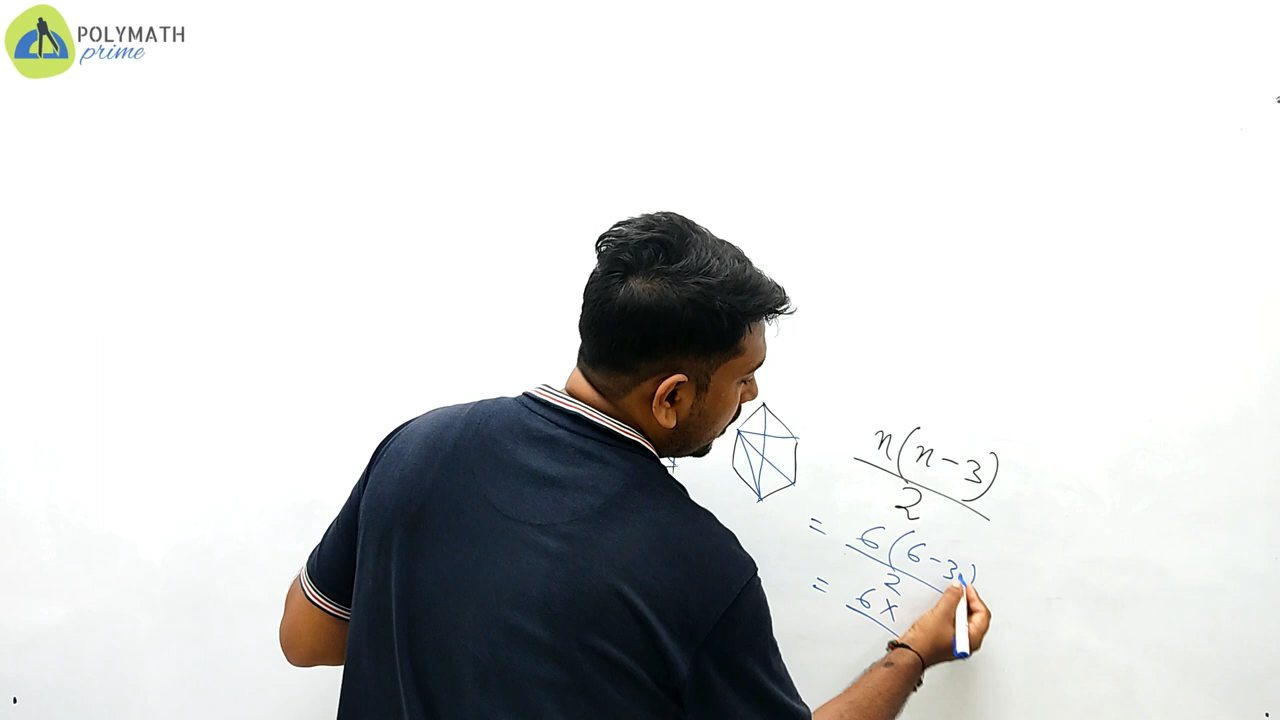 POLYMATH
prime
n(n-3)
2
= 6(6-3)
2
= 6×